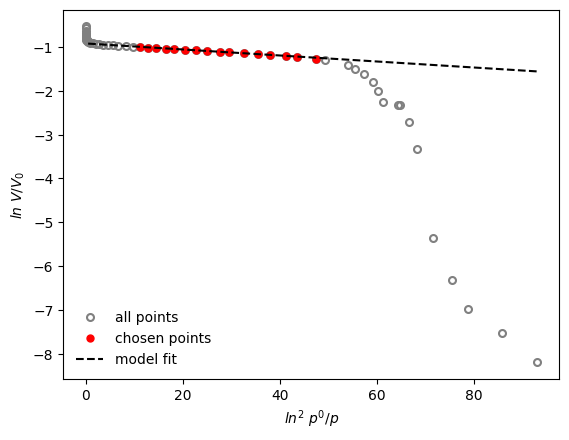 −1
−2
−3
−4
−5
−6
−7
−8
ln V/V₀
all points
chosen points
model fit
0
20
40
60
80
ln² p⁰/p